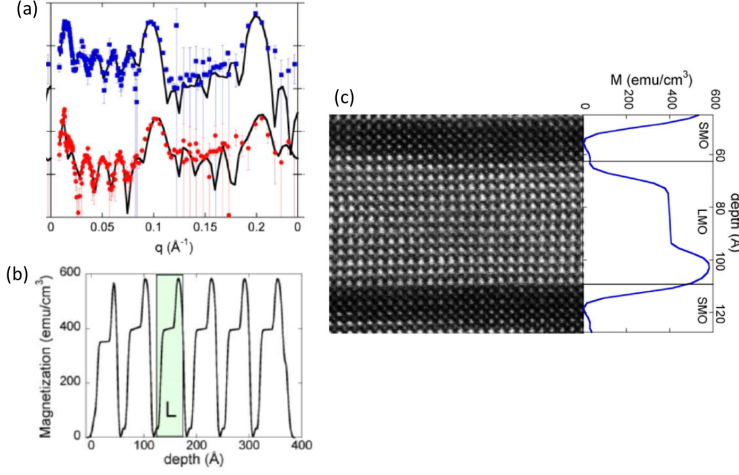 (a)
0
0.05
0.1
0.15
0.2
0
q (Å⁻¹)
(b)
Magnetization (emu/cm³)
600
400
200
0
L
0
100
200
300
400
depth (Å)
(c)
M (emu/cm³)
0
200
400
600
SMO
LMO
SMO
60
80
100
120
depth (Å)